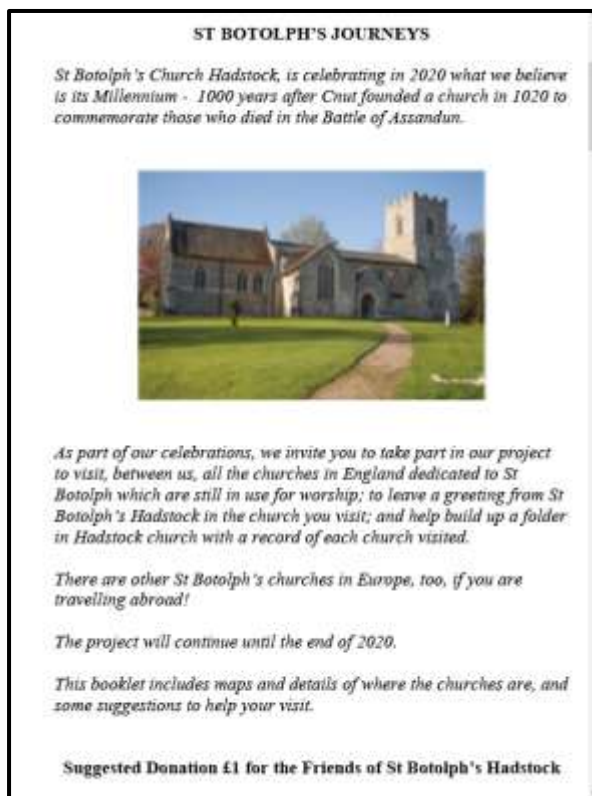 ST BOTOLPH'S JOURNEYS
St Botolph's Church Hadstock, is celebrating in 2020 what we believe
is its Millennium - 1000 years after Cnut founded a church in 1020 to
commemorate those who died in the Battle of Assandun.
As part of our celebrations, we invite you to take part in our project
to visit, between us, all the churches in England dedicated to St
Botolph which are still in use for worship; to leave a greeting from St
Botolph's Hadstock in the church you visit; and help build up a folder
in Hadstock church with a record of each church visited.
There are other St Botolph's churches in Europe, too, if you are
travelling abroad!
The project will continue until the end of 2020.
This booklet includes maps and details of where the churches are, and
some suggestions to help your visit.
Suggested Donation £1 for the Friends of St Botolph's Hadstock